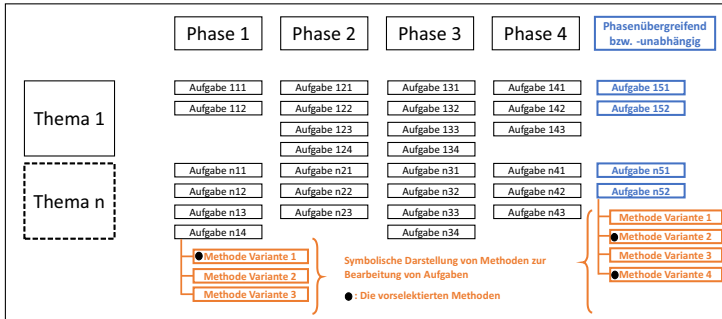 Phase 1
Phase 2
Phase 3
Phase 4
Phasenübergreifend
bzw. -unabhängig
Thema 1
Aufgabe 111
Aufgabe 121
Aufgabe 131
Aufgabe 141
Aufgabe 151
Aufgabe 112
Aufgabe 122
Aufgabe 132
Aufgabe 142
Aufgabe 152
Aufgabe 123
Aufgabe 133
Aufgabe 143
Aufgabe 124
Aufgabe 134
Thema n
Aufgabe n11
Aufgabe n21
Aufgabe n31
Aufgabe n41
Aufgabe n51
Aufgabe n12
Aufgabe n22
Aufgabe n32
Aufgabe n42
Aufgabe n52
Aufgabe n13
Aufgabe n23
Aufgabe n33
Aufgabe n43
Aufgabe n14
Aufgabe n34
Methode Variante 1
Methode Variante 2
Methode Variante 3
Symbolische Darstellung von Methoden zur
Bearbeitung von Aufgaben
: Die vorselektierten Methoden
Methode Variante 1
Methode Variante 2
Methode Variante 3
Methode Variante 4